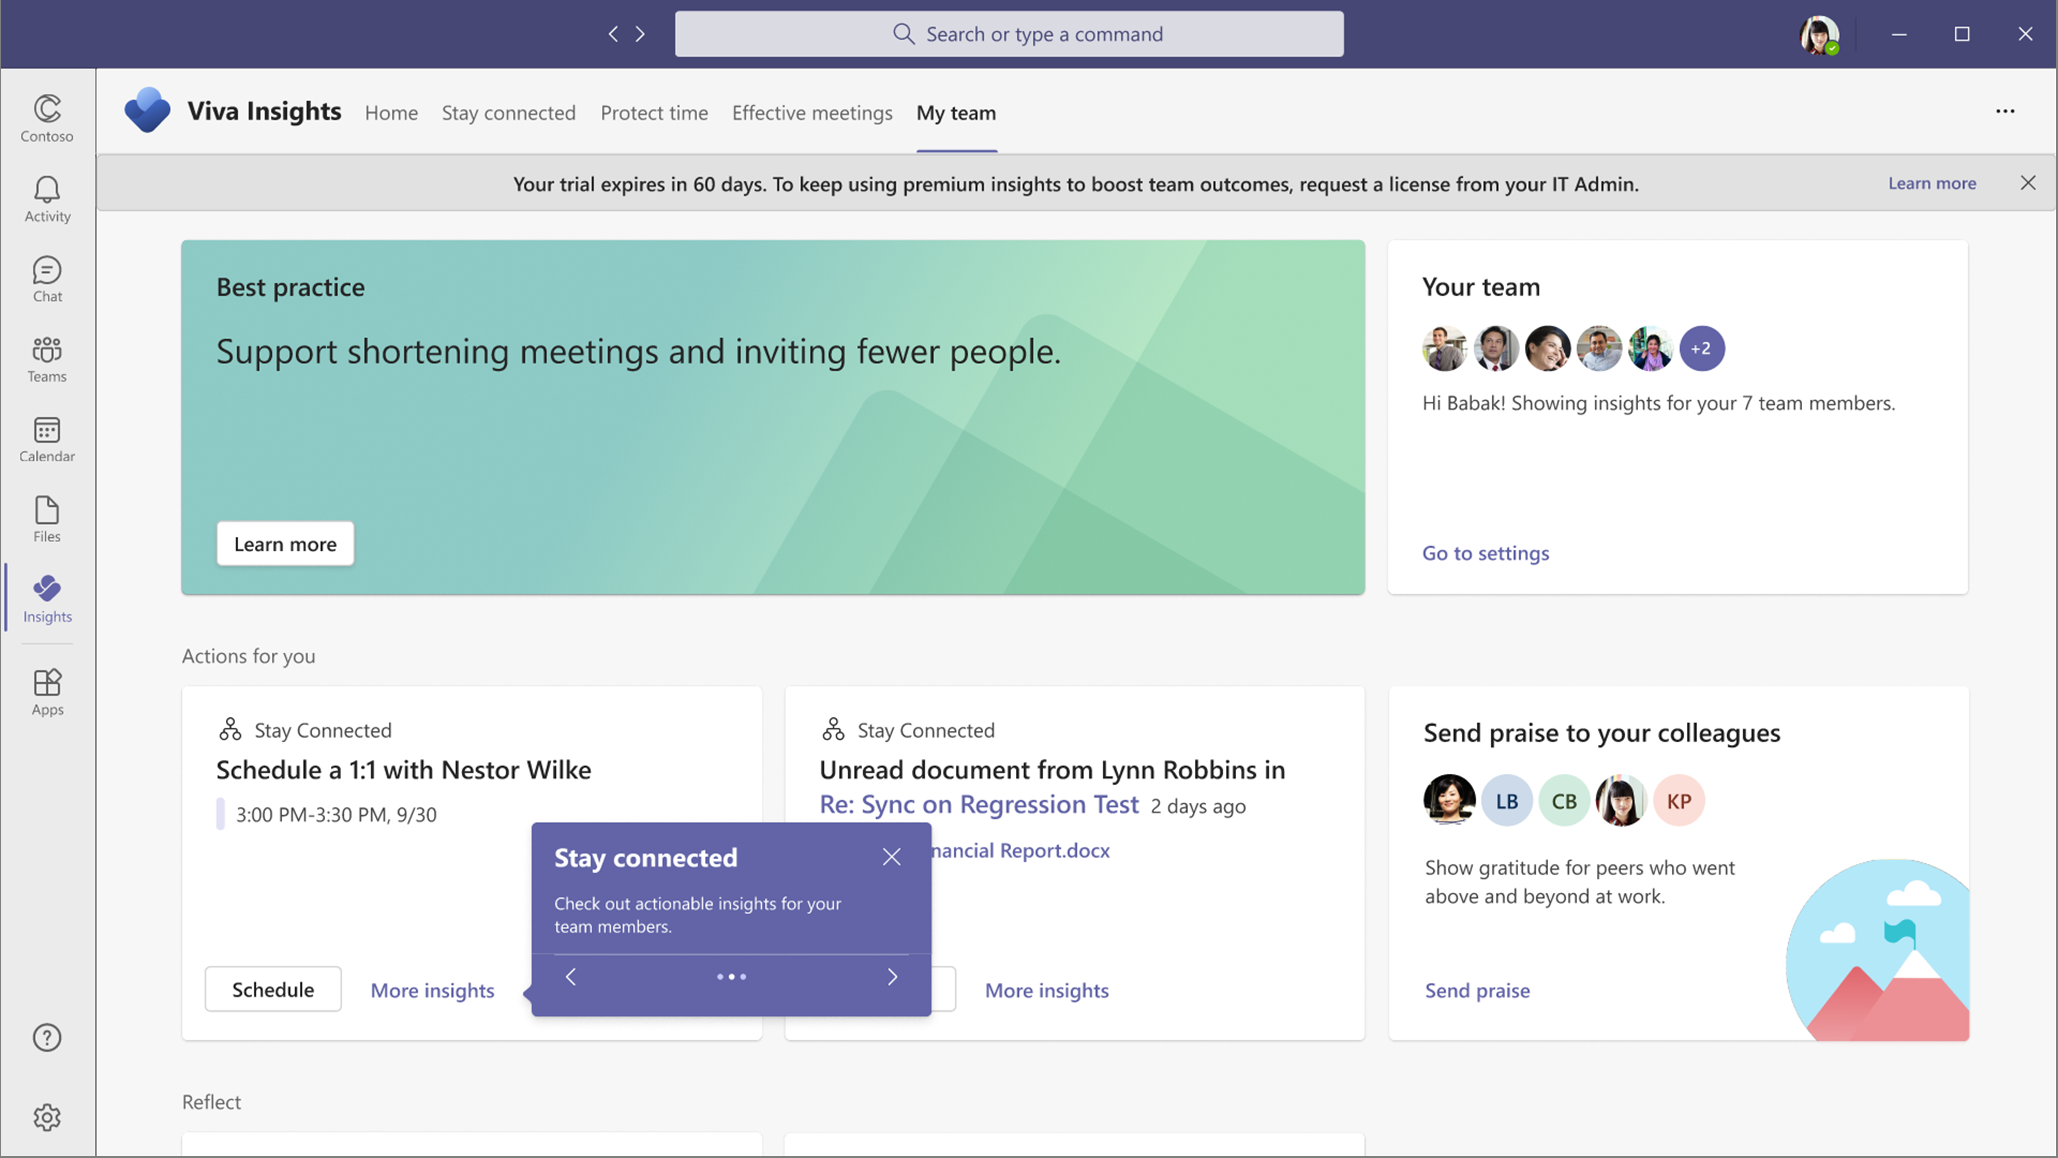 Search or type a command
Contoso
Activity
Chat
Teams
Calendar
Files
Insights
Apps
Viva Insights
Home
Stay connected
Protect time
Effective meetings
My team
Your trial expires in 60 days. To keep using premium insights to boost team outcomes, request a license from your IT Admin.
Learn more
Best practice
Support shortening meetings and inviting fewer people.
Learn more
Your team
+2
Hi Babak! Showing insights for your 7 team members.
Go to settings
Actions for you
Stay Connected
Schedule a 1:1 with Nestor Wilke
3:00 PM-3:30 PM, 9/30
Schedule
More insights
Stay connected
Check out actionable insights for your
team members.
Stay Connected
Unread document from Lynn Robbins in
Re: Sync on Regression Test 2 days ago
Report.docx
More insights
Send praise to your colleagues
LB
CB
KP
Show gratitude for peers who went
above and beyond at work.
Send praise
Reflect